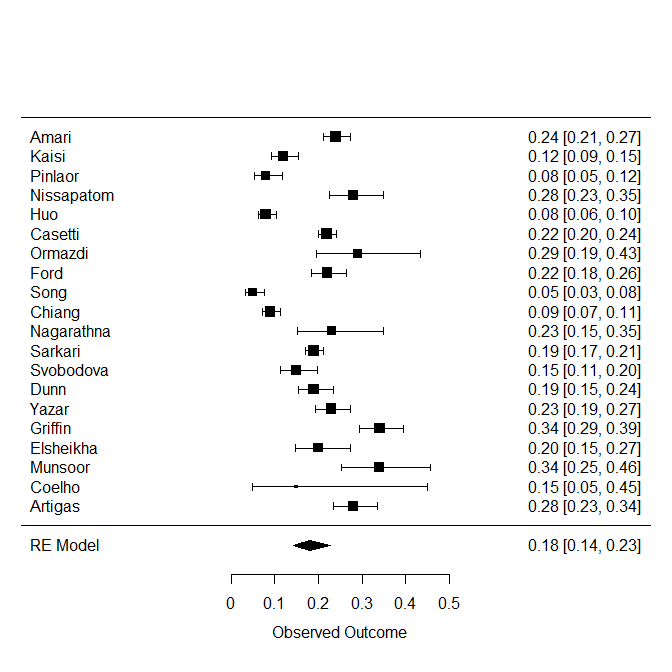 Amari 0.24 [0.21, 0.27]
Kaisi 0.12 [0.09, 0.15]
Pinlaor 0.08 [0.05, 0.12]
Nissapatom 0.28 [0.23, 0.35]
Huo 0.08 [0.06, 0.10]
Casetti 0.22 [0.20, 0.24]
Ormazdi 0.29 [0.19, 0.43]
Ford 0.22 [0.18, 0.26]
Song 0.05 [0.03, 0.08]
Chiang 0.09 [0.07, 0.11]
Nagarathna 0.23 [0.15, 0.35]
Sarkari 0.19 [0.17, 0.21]
Svobodova 0.15 [0.11, 0.20]
Dunn 0.19 [0.15, 0.24]
Yazar 0.23 [0.19, 0.27]
Griffin 0.34 [0.29, 0.39]
Elsheikha 0.20 [0.15, 0.27]
Munsoor 0.34 [0.25, 0.46]
Coelho 0.15 [0.05, 0.45]
Artigas 0.28 [0.23, 0.34]
RE Model 0.18 [0.14, 0.23]
0 0.1 0.2 0.3 0.4 0.5
Observed Outcome